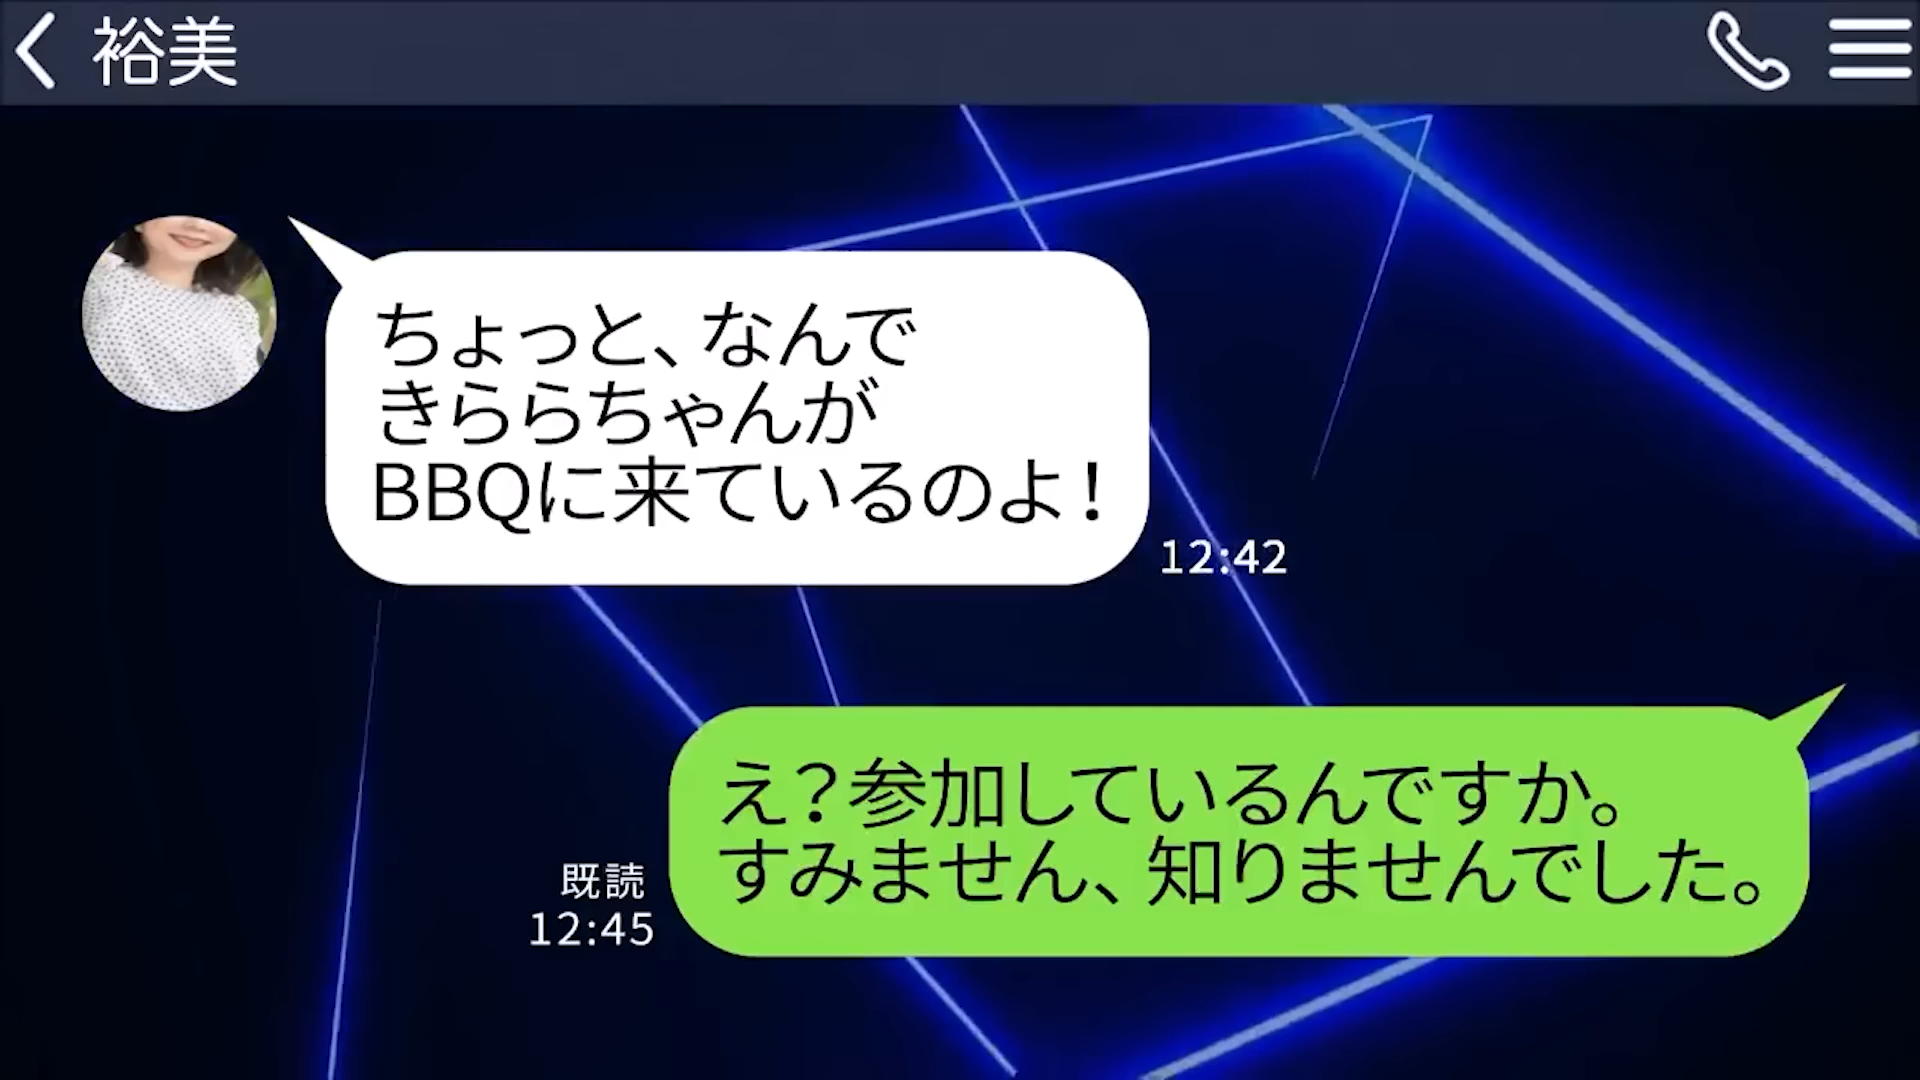 裕美
ちょっと、なんで
きららちゃんが
BBQに来ているのよ!
12:42
え?参加しているんですか。
すみません、知りませんでした。
既読
12:45